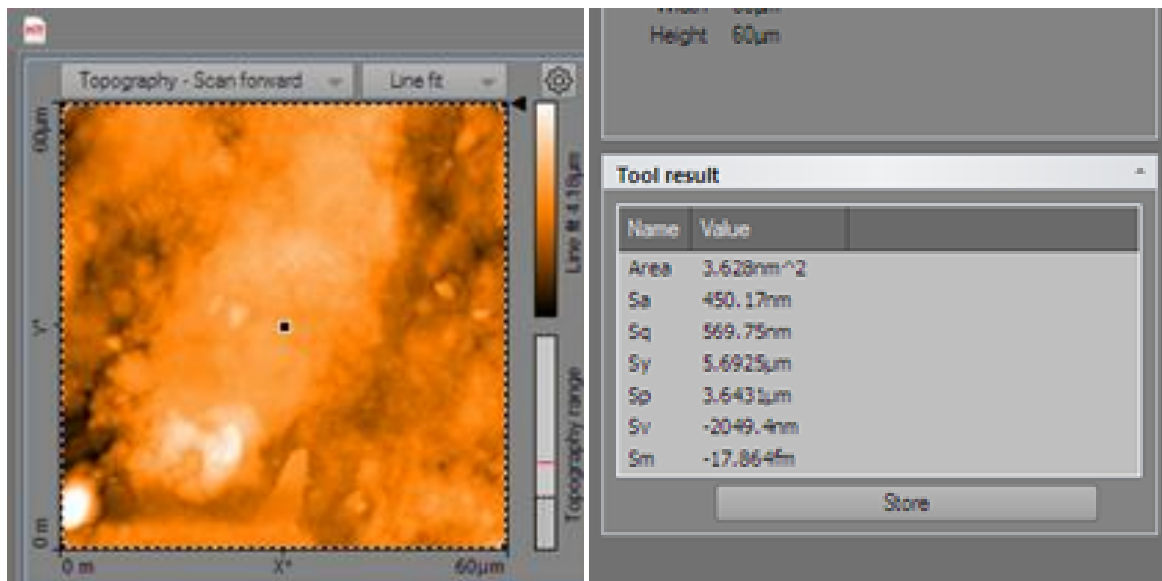 Topography - Scan forward
Line fit
60µm
Y*
0 m
0 m
X*
60µm
Line fit 4.18µm
Topography range
Width 60µm
Height 60µm
Tool result
Name Value
Area 3.628nm^2
Sa 450.17nm
Sq 569.75nm
Sy 5.6925µm
Sp 3.6431µm
Sv -2049.4nm
Sm -17.864fm
Store